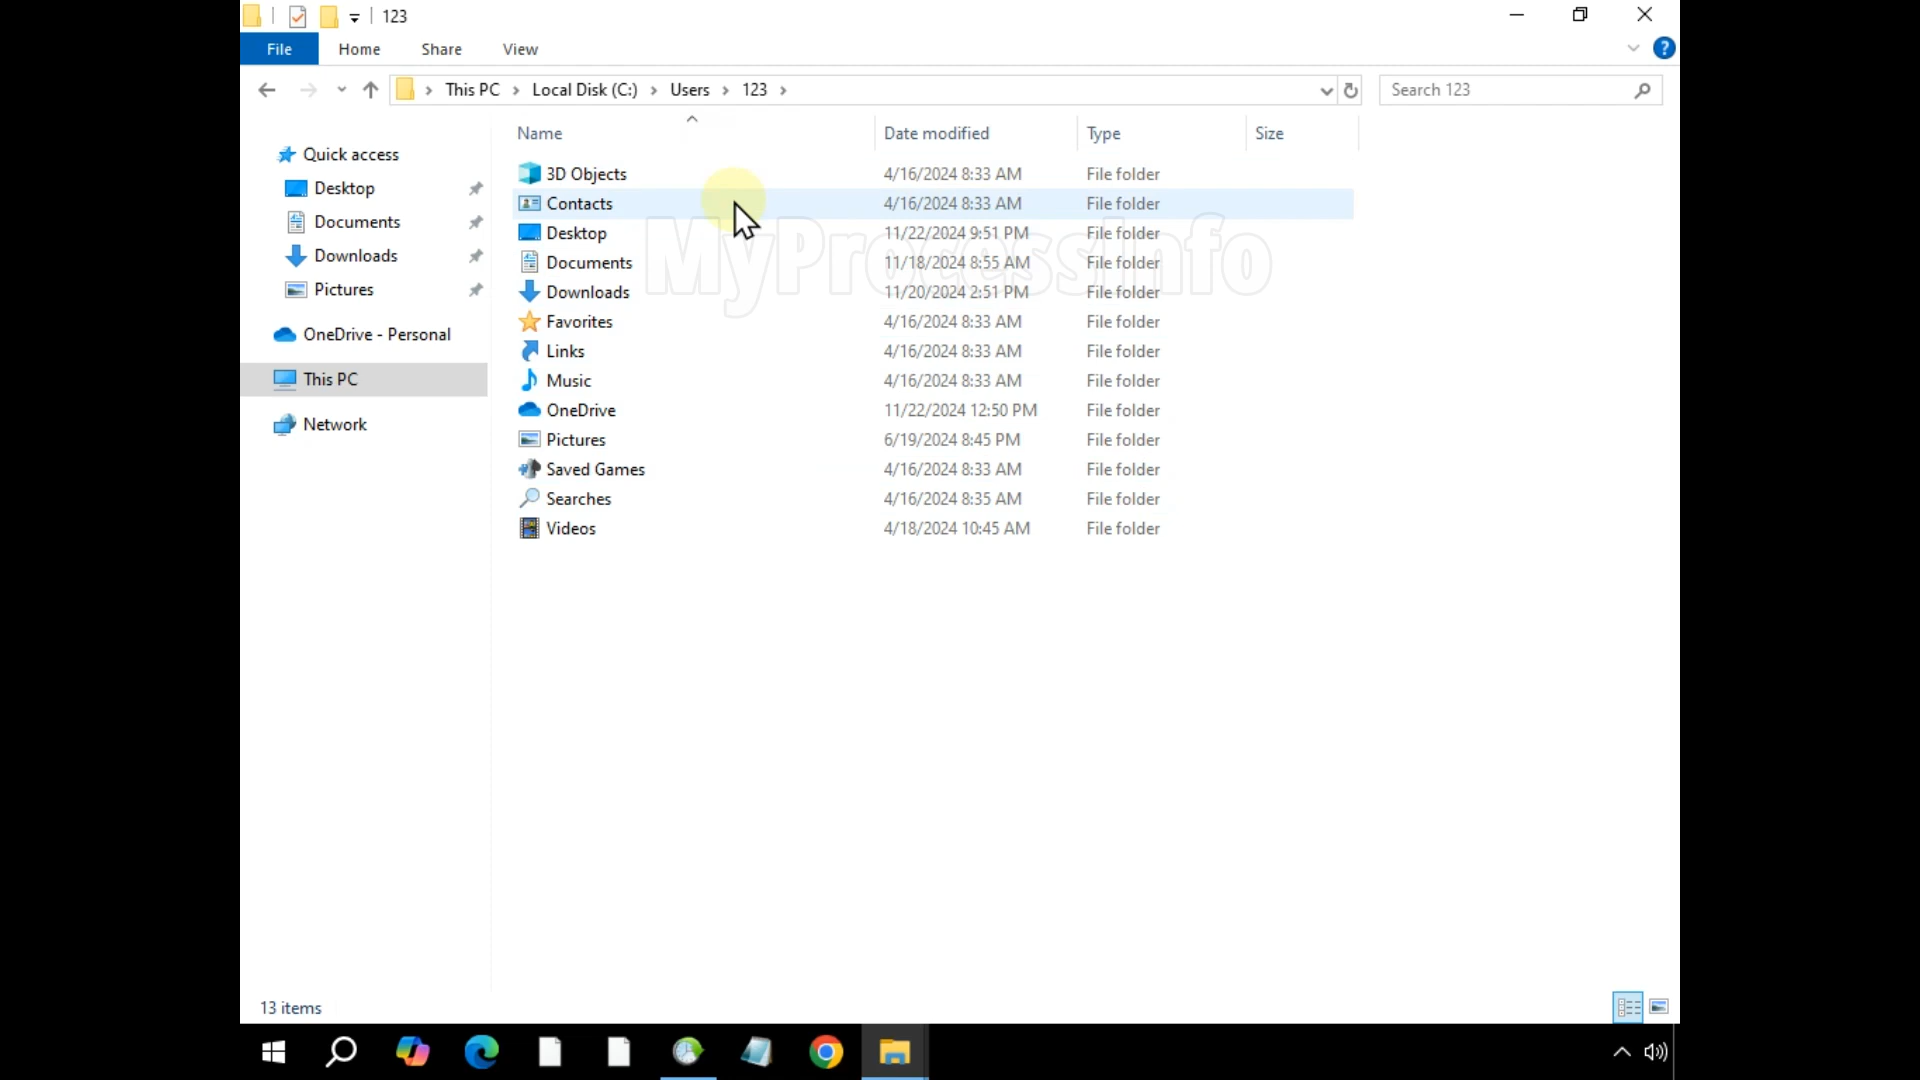 123
File Home Share View
This PC Local Disk (C:) Users 123 Search 123
Name Date modified Type Size
Quick access
Desktop
Documents
Downloads
Pictures
OneDrive - Personal
This PC
Network
3D Objects 4/16/2024 8:33 AM File folder
Contacts 4/16/2024 8:33 AM File folder
Desktop 11/22/2024 9:51 PM File folder
Documents 11/18/2024 8:55 AM File folder
Downloads 11/20/2024 2:51 PM File folder
Favorites 4/16/2024 8:33 AM File folder
Links 4/16/2024 8:33 AM File folder
Music 4/16/2024 8:33 AM File folder
OneDrive 11/22/2024 12:50 PM File folder
Pictures 6/19/2024 8:45 PM File folder
Saved Games 4/16/2024 8:33 AM File folder
Searches 4/16/2024 8:35 AM File folder
Videos 4/18/2024 10:45 AM File folder
MyProcessInfo
13 items